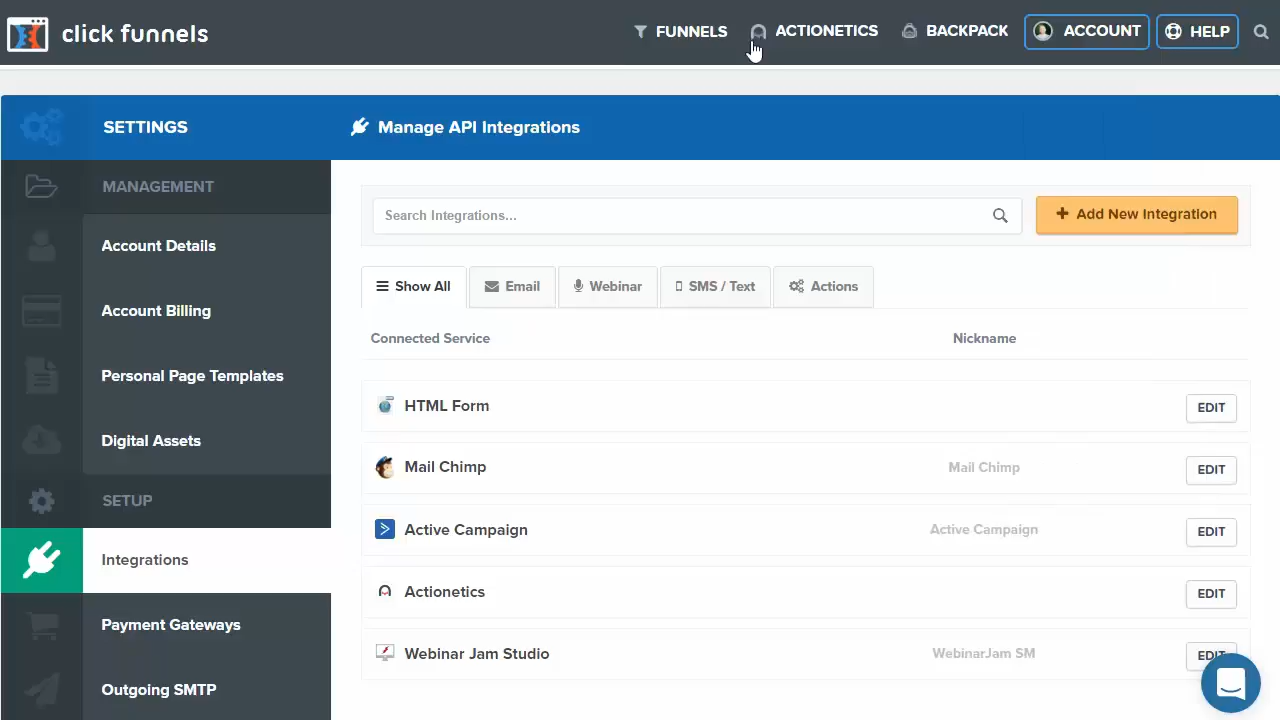 click funnels
FUNNELS
ACTIONETICS
BACKPACK
ACCOUNT
HELP
SETTINGS
Manage API Integrations
MANAGEMENT
Account Details
Account Billing
Personal Page Templates
Digital Assets
SETUP
Integrations
Payment Gateways
Outgoing SMTP
Search Integrations...
+ Add New Integration
Show All
Email
Webinar
SMS / Text
Actions
Connected Service
Nickname
HTML Form
EDIT
Mail Chimp
Mail Chimp
EDIT
Active Campaign
Active Campaign
EDIT
Actionetics
EDIT
Webinar Jam Studio
WebinarJam SM
EDIT